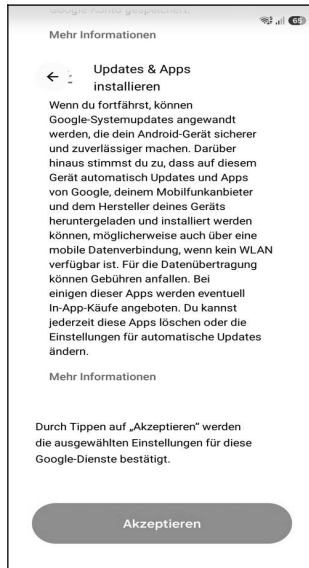 Google-Konto gespeichert.
65
Mehr Informationen
Updates & Apps
installieren
Wenn du fortfährst, können
Google-Systemupdates angewandt
werden, die dein Android-Gerät sicherer
und zuverlässiger machen. Darüber
hinaus stimmst du zu, dass auf diesem
Gerät automatisch Updates und Apps
von Google, deinem Mobilfunkanbieter
und dem Hersteller deines Geräts
heruntergeladen und installiert werden
können, möglicherweise auch über eine
mobile Datenverbindung, wenn kein WLAN
verfügbar ist. Für die Datenübertragung
können Gebühren anfallen. Bei
einigen dieser Apps werden eventuell
In-App-Käufe angeboten. Du kannst
jederzeit diese Apps löschen oder die
Einstellungen für automatische Updates
ändern.
Mehr Informationen
Durch Tippen auf „Akzeptieren“ werden
die ausgewählten Einstellungen für diese
Google-Dienste bestätigt.
Akzeptieren